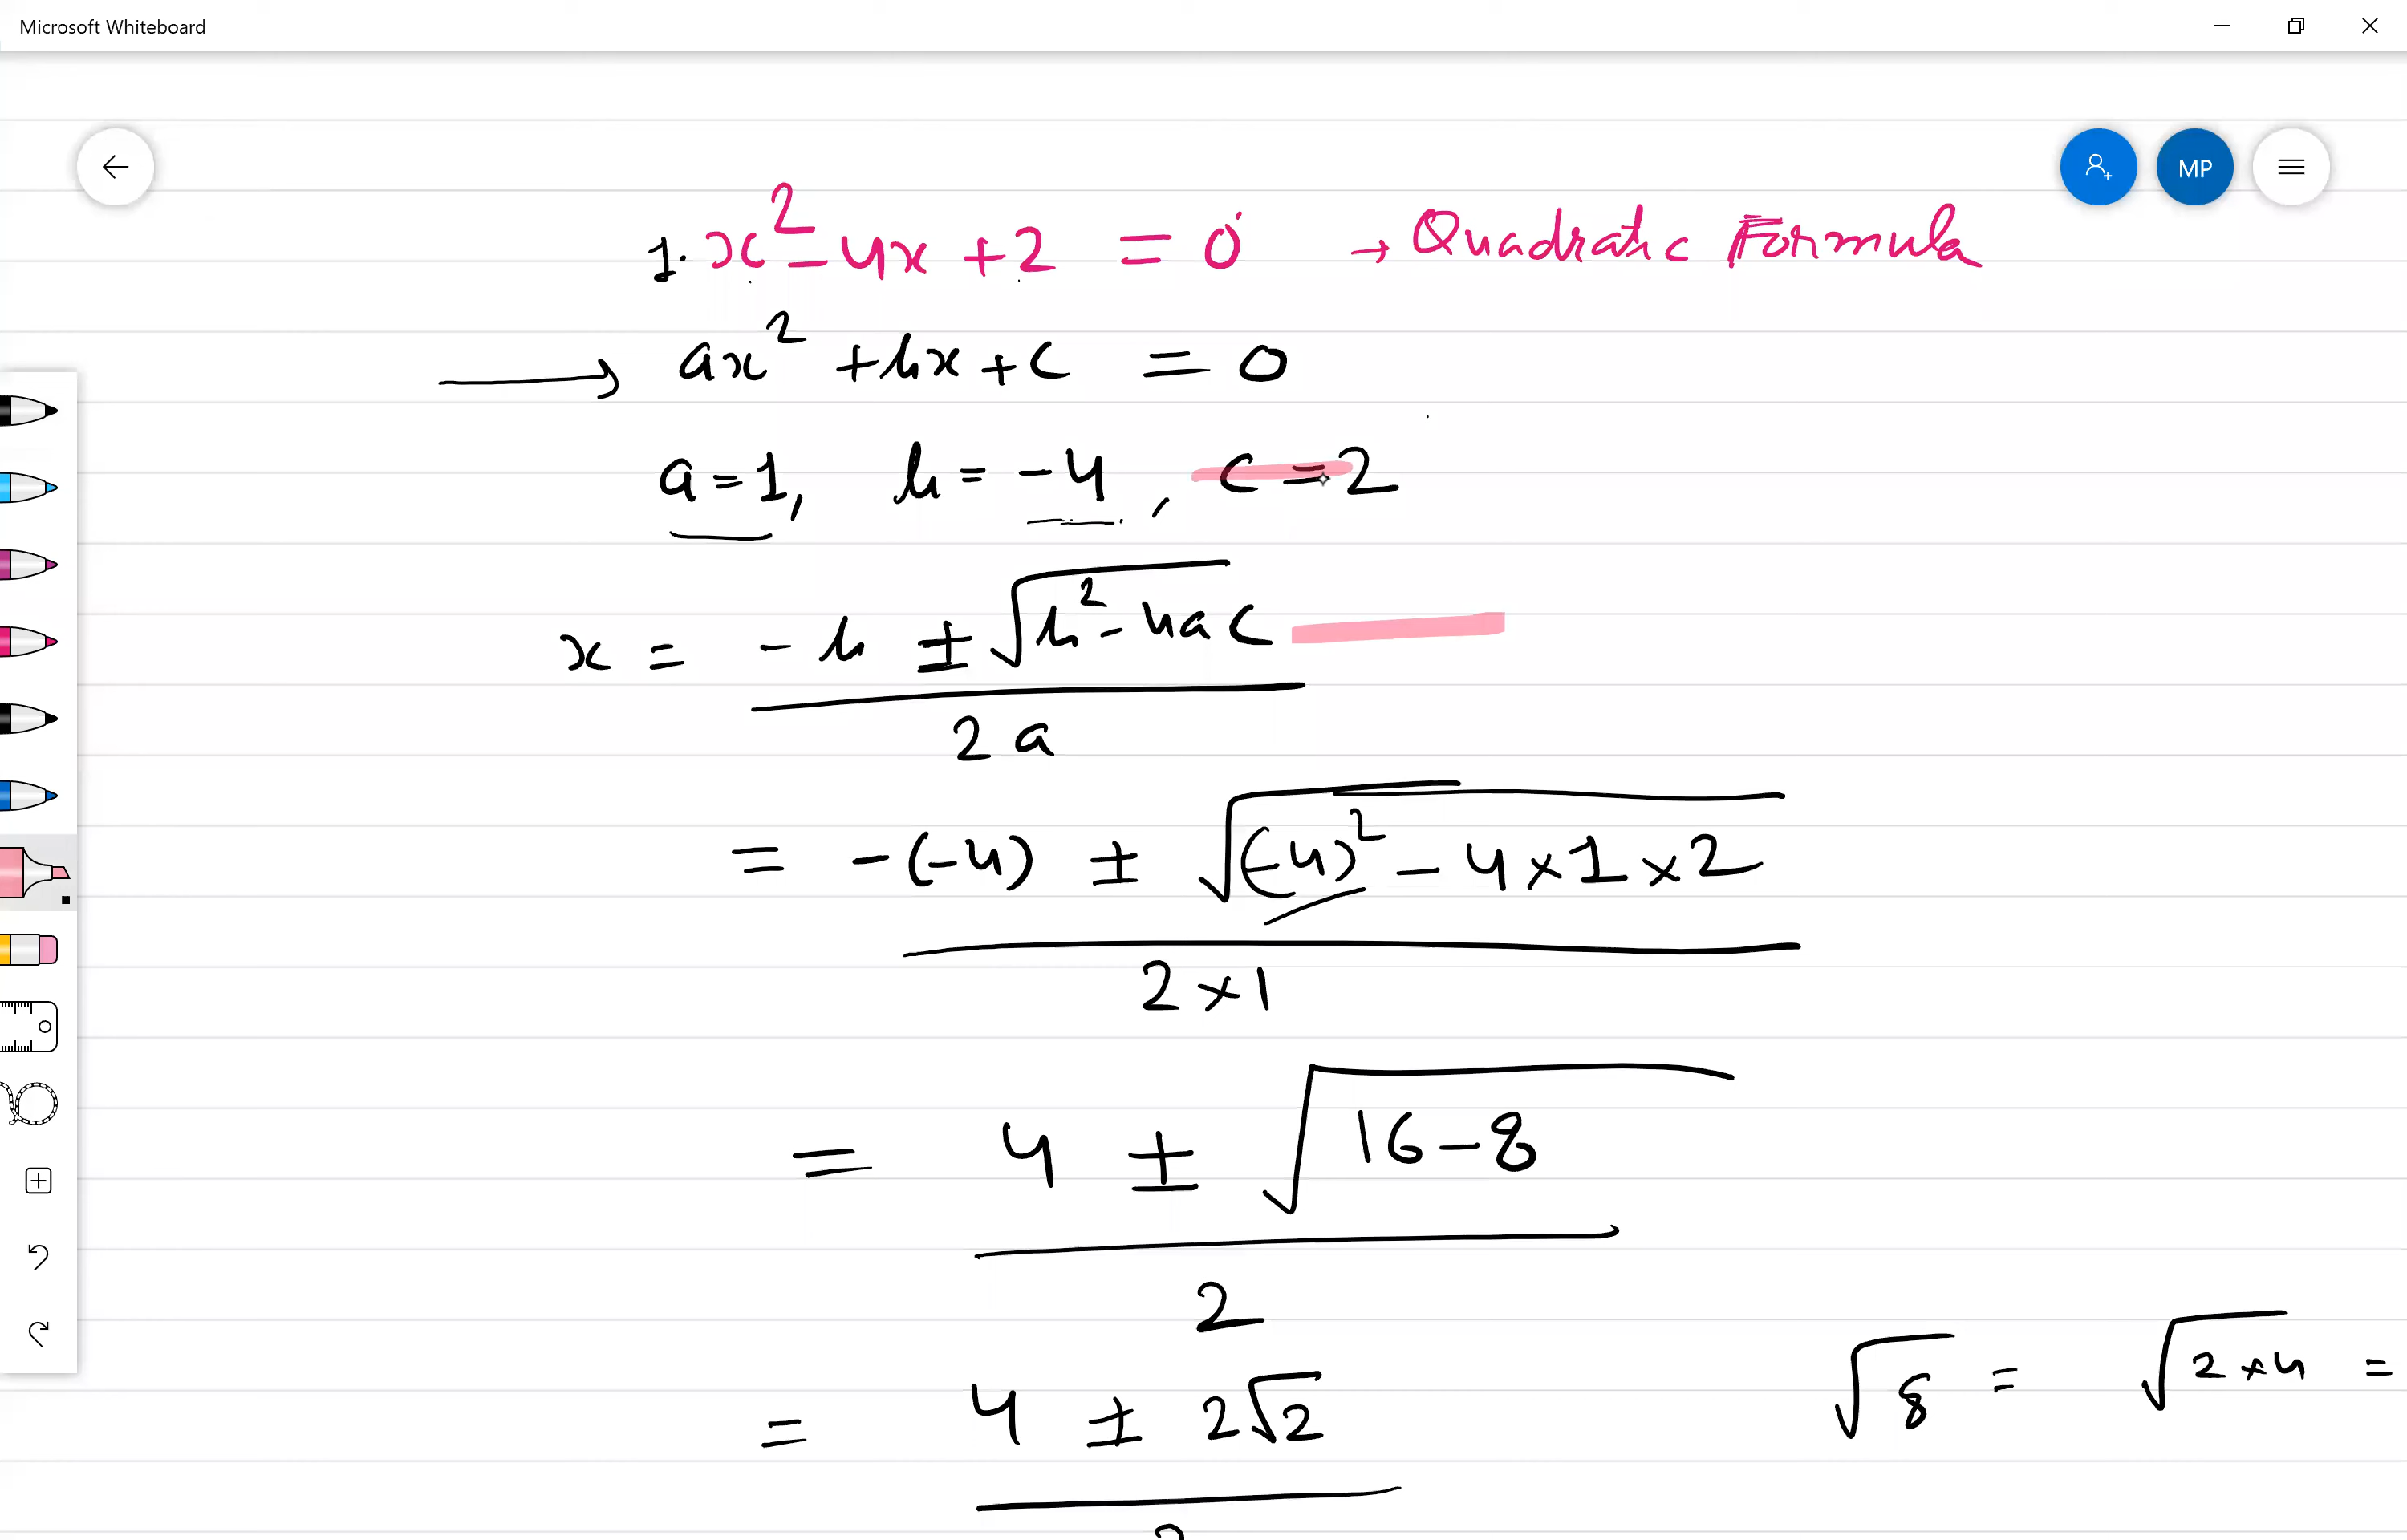 Microsoft Whiteboard
MP
1. x² - 4x + 2 = 0 → Quadratic Formula
→ ax² + bx + c = 0
a = 1, b = -4, c = 2
x = -b ± √(b² - 4ac)
2a
= -(-4) ± √((-4)² - 4 × 1 × 2)
2 × 1
= 4 ± √(16 - 8)
2
√8 = √(2 × 4) =
= 4 ± 2√2